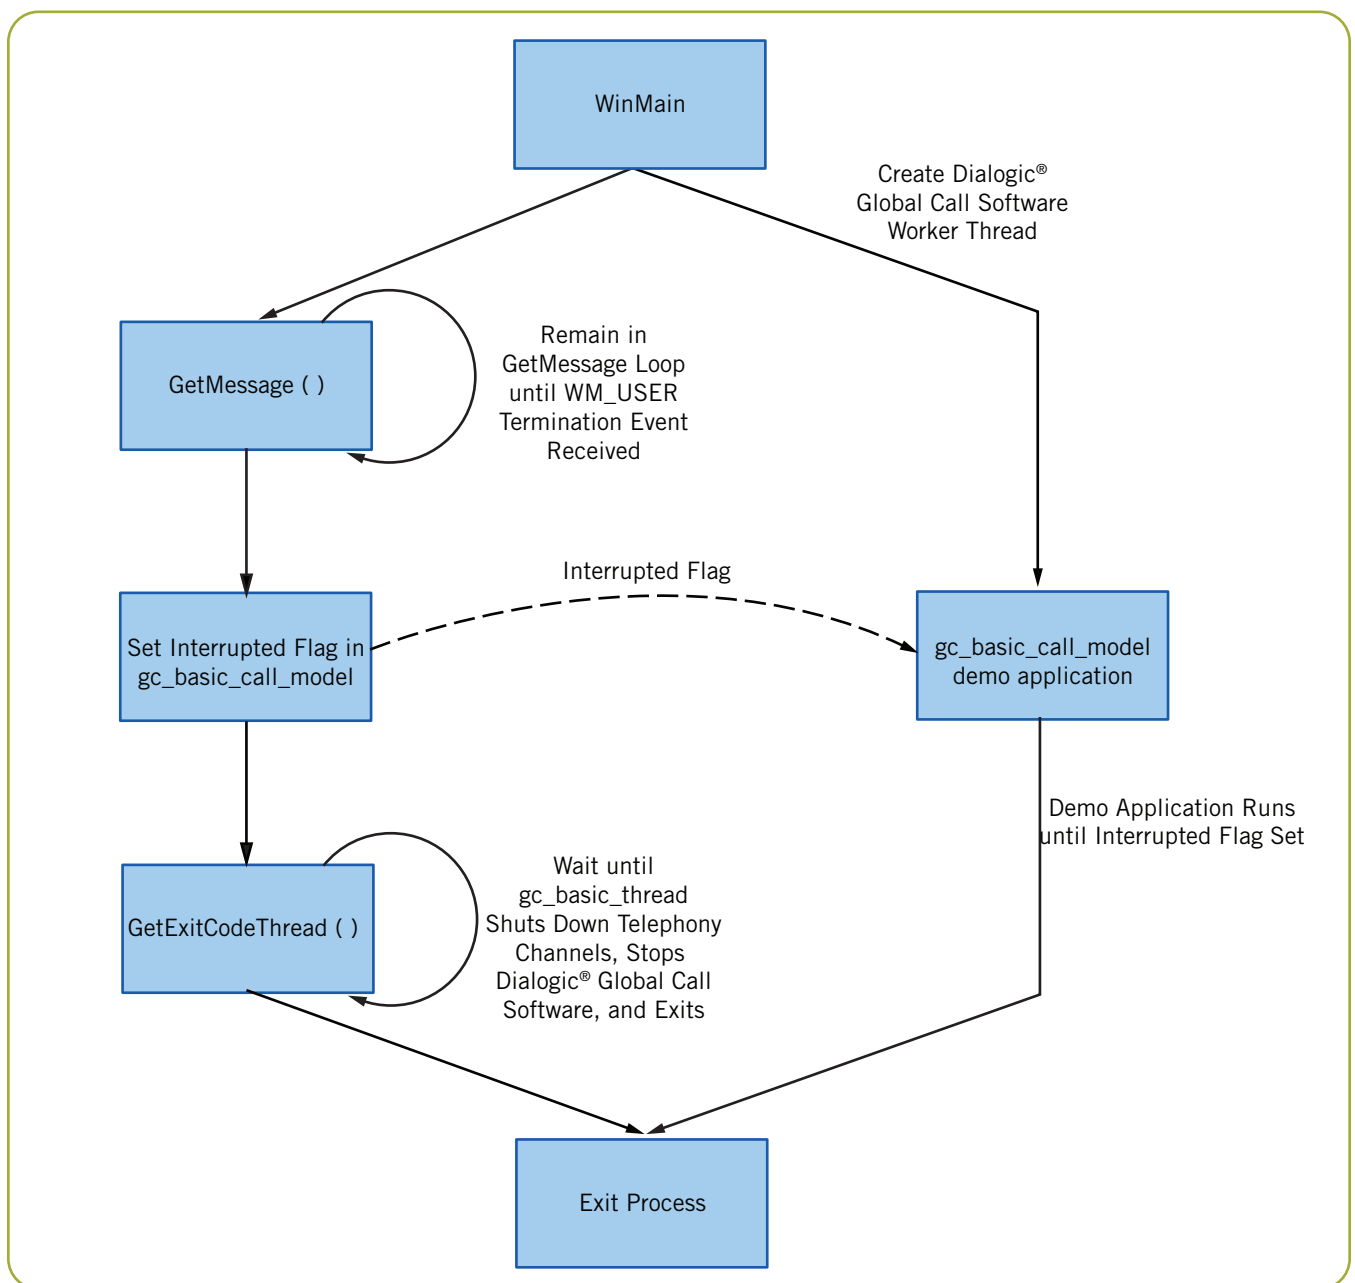 WinMain
Create Dialogic®
Global Call Software
Worker Thread
GetMessage ( )
Remain in
GetMessage Loop
until WM_USER
Termination Event
Received
Interrupted Flag
Set Interrupted Flag in
gc_basic_call_model
gc_basic_call_model
demo application
Demo Application Runs
until Interrupted Flag Set
GetExitCodeThread ( )
Wait until
gc_basic_thread
Shuts Down Telephony
Channels, Stops
Dialogic® Global Call
Software, and Exits
Exit Process